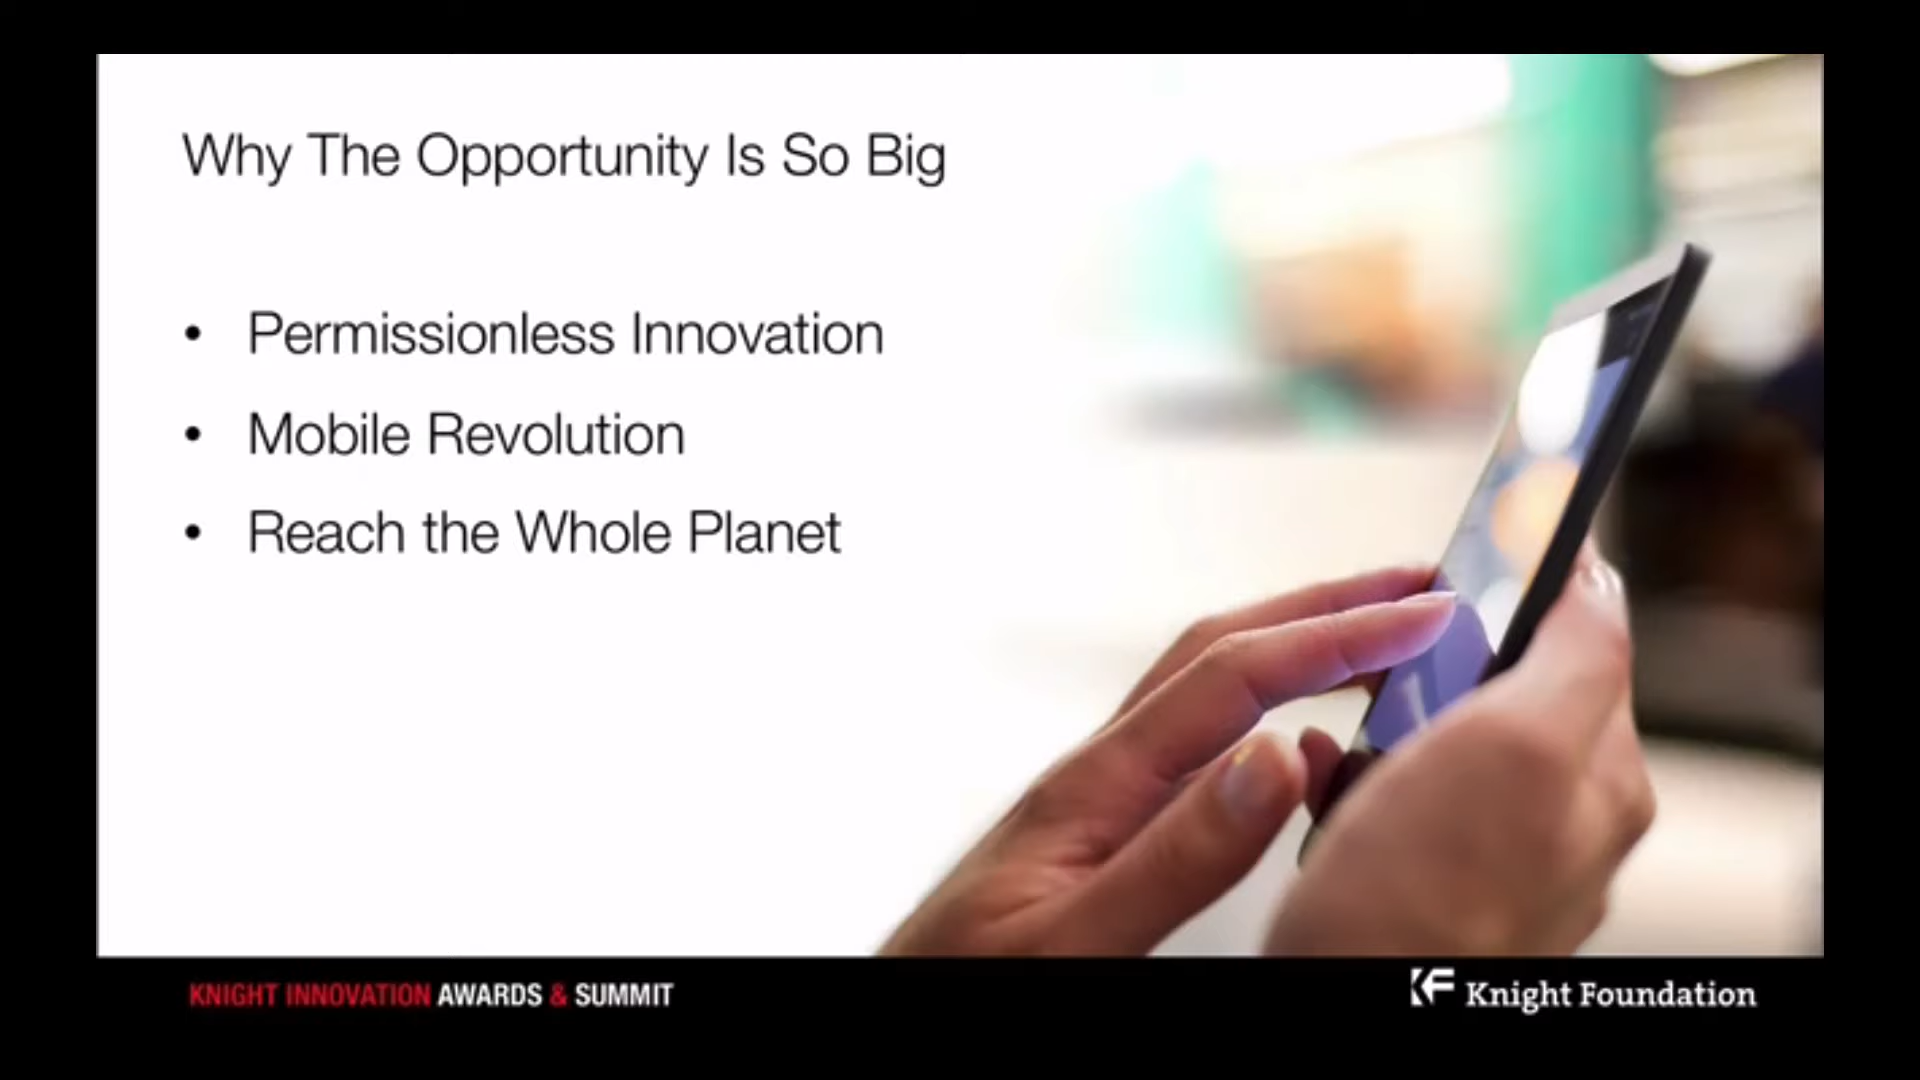 Why The Opportunity Is So Big
• Permissionless Innovation
• Mobile Revolution
• Reach the Whole Planet
KNIGHT INNOVATION AWARDS & SUMMIT
KF Knight Foundation